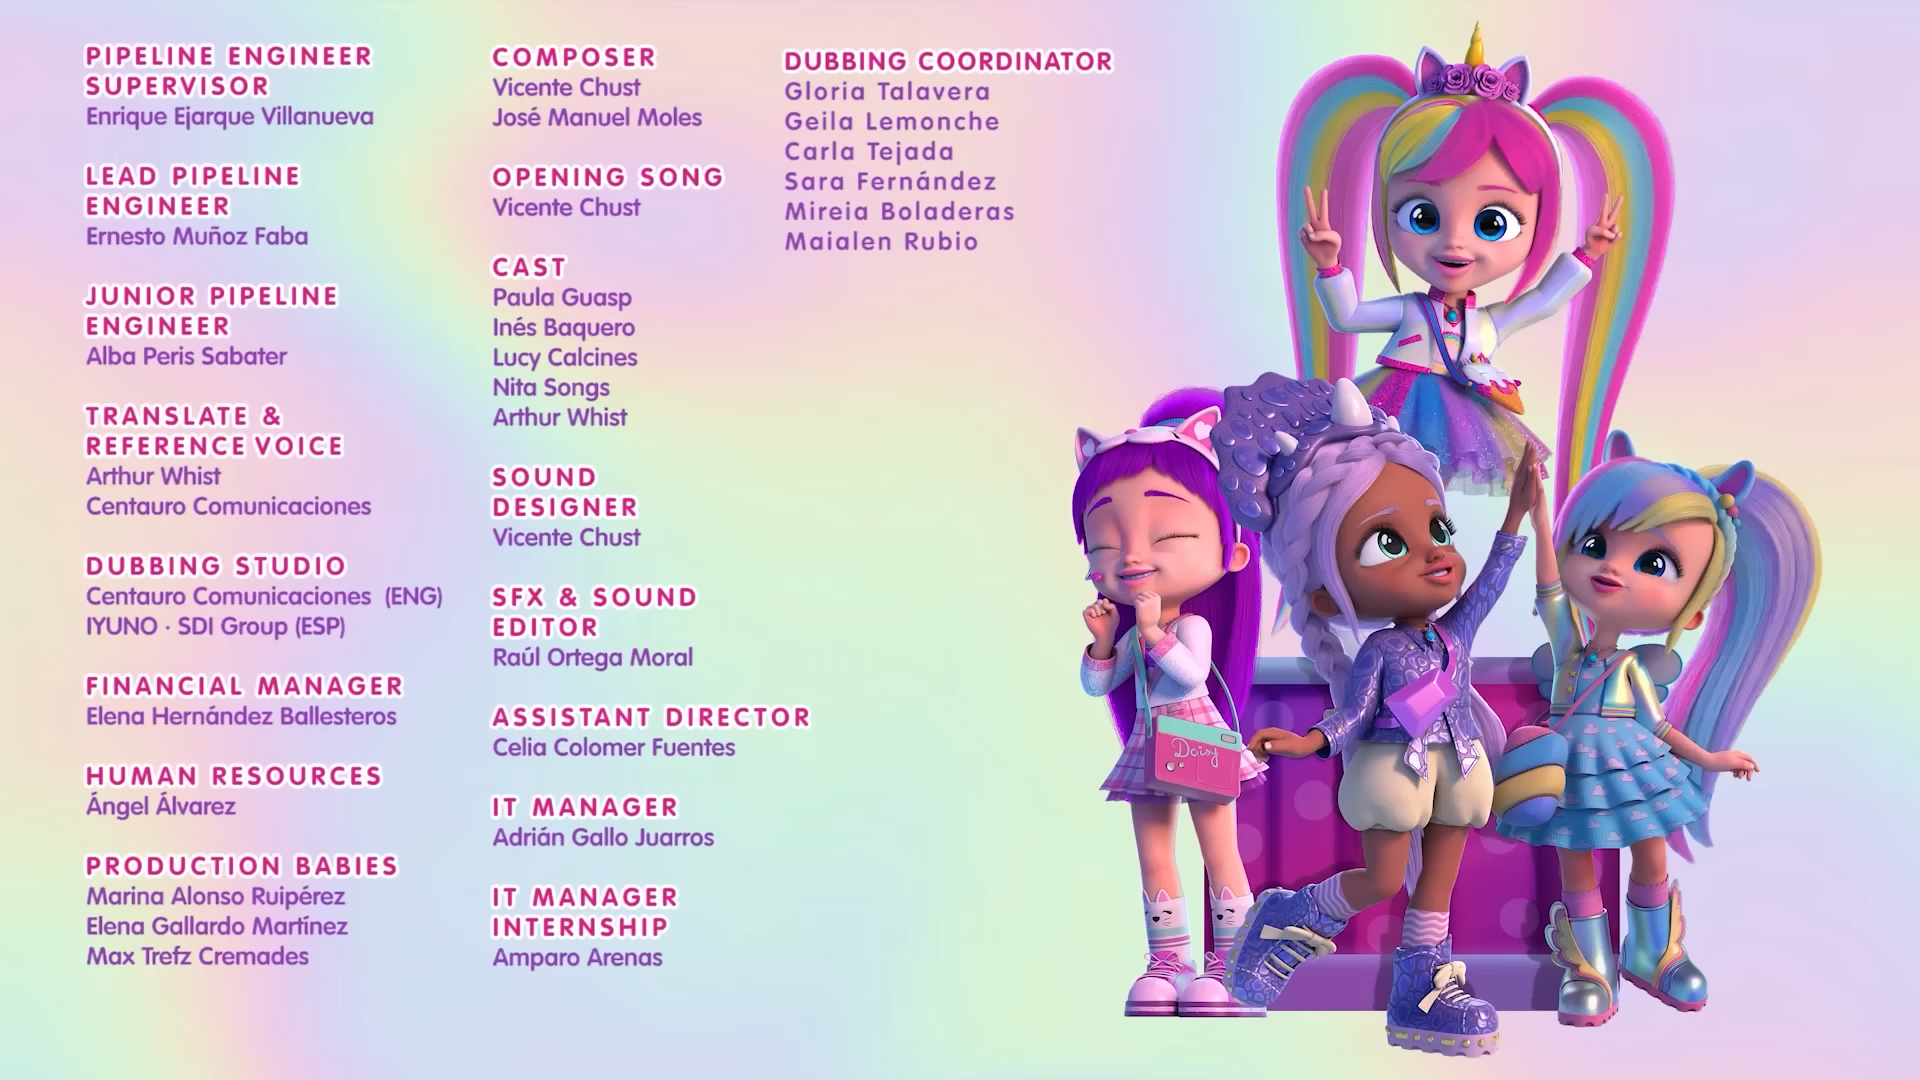 PIPELINE ENGINEER
SUPERVISOR
Enrique Ejarque Villanueva
LEAD PIPELINE
ENGINEER
Ernesto Muñoz Faba
JUNIOR PIPELINE
ENGINEER
Alba Peris Sabater
TRANSLATE &
REFERENCE VOICE
Arthur Whist
Centauro Comunicaciones
DUBBING STUDIO
Centauro Comunicaciones (ENG)
IYUNO · SDI Group (ESP)
FINANCIAL MANAGER
Elena Hernández Ballesteros
HUMAN RESOURCES
Ángel Álvarez
PRODUCTION BABIES
Marina Alonso Ruipérez
Elena Gallardo Martínez
Max Trefz Cremades
COMPOSER
Vicente Chust
José Manuel Moles
OPENING SONG
Vicente Chust
CAST
Paula Guasp
Inés Baquero
Lucy Calcines
Nita Songs
Arthur Whist
SOUND
DESIGNER
Vicente Chust
SFX & SOUND
EDITOR
Raúl Ortega Moral
ASSISTANT DIRECTOR
Celia Colomer Fuentes
IT MANAGER
Adrián Gallo Juarros
IT MANAGER
INTERNSHIP
Amparo Arenas
DUBBING COORDINATOR
Gloria Talavera
Geila Lemonche
Carla Tejada
Sara Fernández
Mireia Boladeras
Maialen Rubio
Daisy